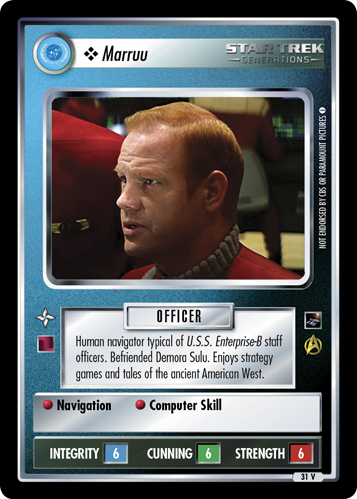 ❖ Marruu
STAR TREK
GENERATIONS
NOT ENDORSED BY CBS OR PARAMOUNT PICTURES
OFFICER
Human navigator typical of U.S.S. Enterprise-B staff
officers. Befriended Demora Sulu. Enjoys strategy
games and tales of the ancient American West.
Navigation Computer Skill
INTEGRITY 6 CUNNING 6 STRENGTH 6
31 V